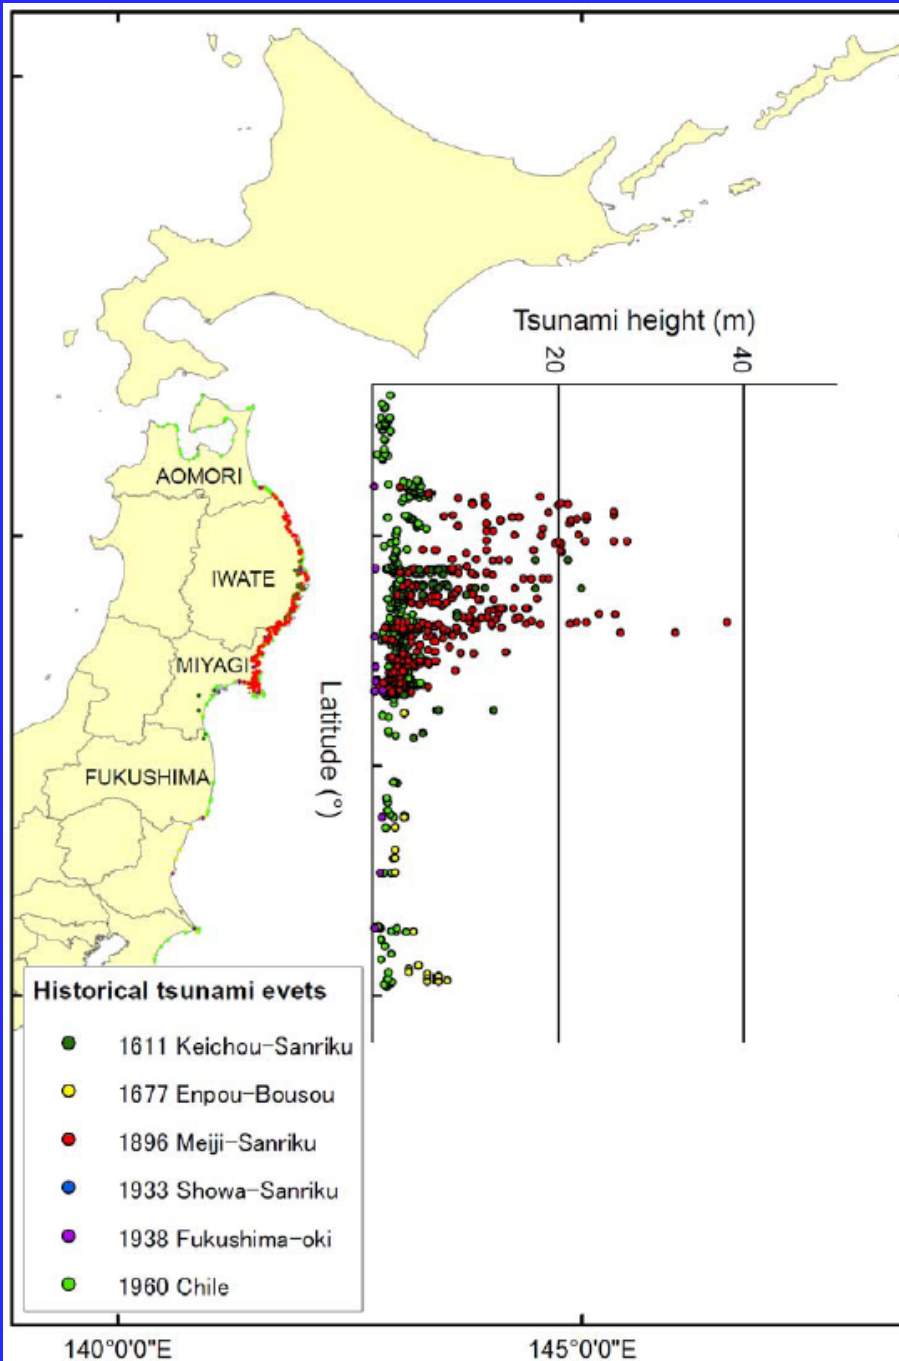 Tsunami height (m)
20
40
AOMORI
IWATE
MIYAGI
Latitude (°)
FUKUSHIMA
Historical tsunami evets
1611 Keichou-Sanriku
1677 Enpou-Bousou
1896 Meiji-Sanriku
1933 Showa-Sanriku
1938 Fukushima-oki
1960 Chile
140°0'0"E
145°0'0"E